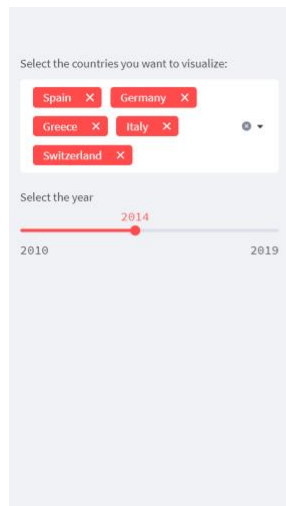 Select the countries you want to visualize:
Spain × Germany ×
Greece × Italy ×
Switzerland ×
Select the year
2014
2010 2019